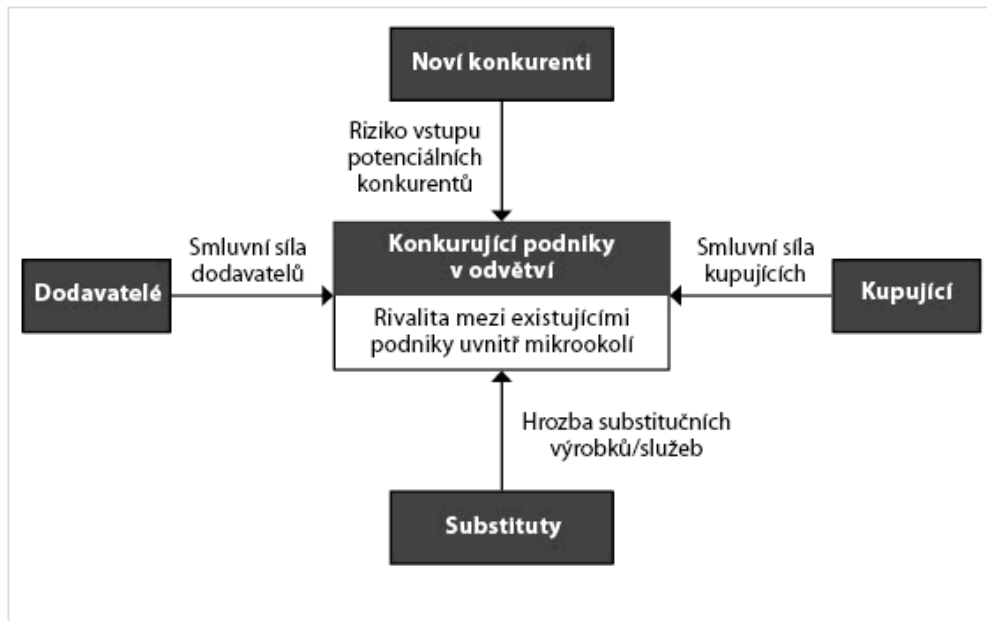 Noví konkurenti
Riziko vstupu
potenciálních
konkurentů
Smluvní síla
dodavatelů
Dodavatelé
Konkurující podniky
v odvětví
Rivalita mezi existujícími
podniky uvnitř mikrookolí
Smluvní síla
kupujících
Kupující
Hrozba substitučních
výrobků/služeb
Substituty